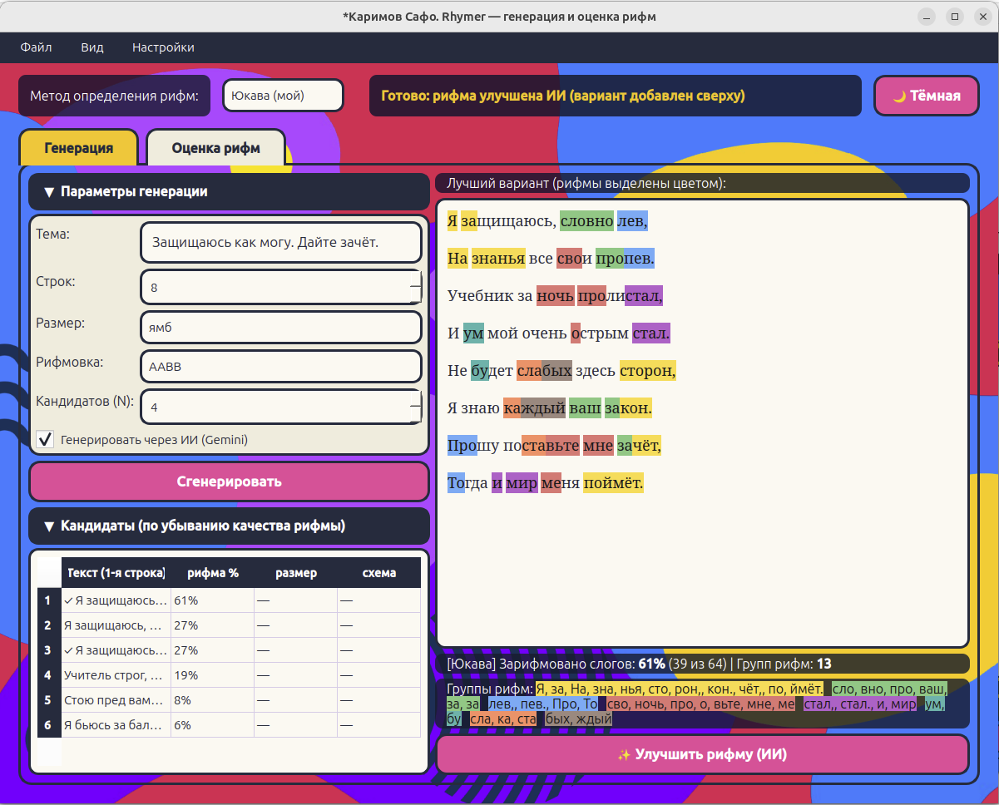 *Каримов Сафо. Rhymer — генерация и оценка рифм
Файл Вид Настройки
Метод определения рифм: Юкава (мой) Готово: рифма улучшена ИИ (вариант добавлен сверху) 🌙 Тёмная
Генерация Оценка рифм
▼ Параметры генерации
Тема: Защищаюсь как могу. Дайте зачёт.
Строк: 8
Размер: ямб
Рифмовка: AABB
Кандидатов (N): 4
Генерировать через ИИ (Gemini)
Сгенерировать
▼ Кандидаты (по убыванию качества рифмы)
Текст (1-я строка) рифма % размер схема
1 ✓ Я защищаюсь… 61% — —
2 Я защищаюсь, … 27% — —
3 ✓ Я защищаюсь… 27% — —
4 Учитель строг, … 19% — —
5 Стою пред вам… 8% — —
6 Я бьюсь за бал… 6% — —
Лучший вариант (рифмы выделены цветом):
Я защищаюсь, словно лев,
На знанья все свои пропев.
Учебник за ночь пролистал,
И ум мой очень острым стал.
Не будет слабых здесь сторон,
Я знаю каждый ваш закон.
Прошу поставьте мне зачёт,
Тогда и мир меня поймёт.
[Юкава] Зарифмовано слогов: 61% (39 из 64) | Групп рифм: 13
Группы рифм: Я, за, На, зна, нья, сто, рон,, кон., чёт,, по, ймёт. сло, вно, про, ваш,
за, за лев,, пев., Про, То сво, ночь, про, о, вьте, мне, ме стал,, стал., и, мир ум,
бу сла, ка, ста бых, ждый
✨ Улучшить рифму (ИИ)